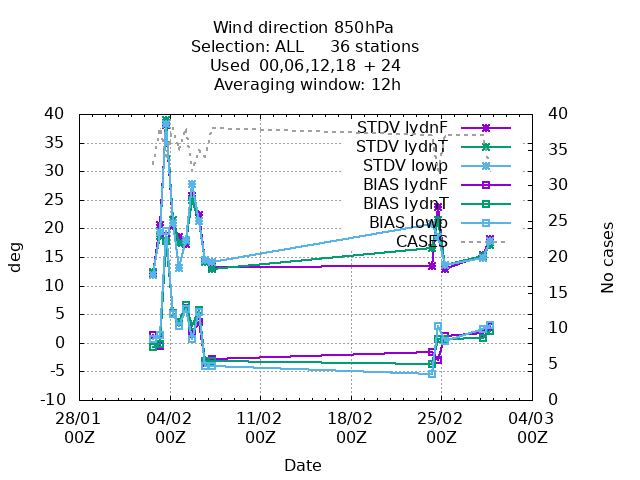 Wind direction 850hPa
Selection: ALL 36 stations
Used 00,06,12,18 + 24
Averaging window: 12h
40 40
35 35
30 30
25 25
20 20
15 15
10 10
5 5
0 0
-5
-10
deg
No cases
STDV lydnF
STDV lydnT
STDV lowp
BIAS lydnF
BIAS lydnT
BIAS lowp
CASES
28/01 04/02 11/02 18/02 25/02 04/03
00Z 00Z 00Z 00Z 00Z 00Z
Date